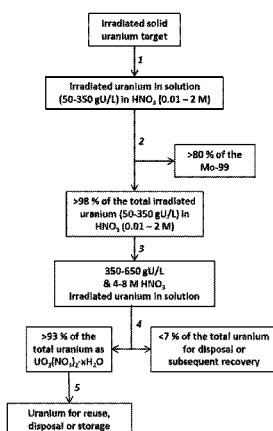 Irradiated solid
uranium target
1
Irradiated uranium in solution
(50-350 gU/L) in HNO₃ (0.01 – 2 M)
2
>80 % of the
Mo-99
>98 % of the total irradiated
uranium (50-350 gU/L) in
HNO₃ (0.01 – 2 M)
3
350-650 gU/L
& 4-8 M HNO₃
Irradiated uranium in solution
4
>93 % of the
total uranium as
UO₂(NO₃)₂·xH₂O
<7 % of the total uranium
for disposal or
subsequent recovery
5
Uranium for reuse,
disposal or storage